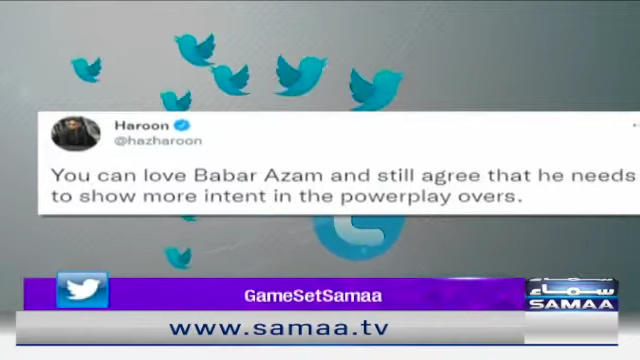 Haroon
@hazharoon
You can love Babar Azam and still agree that he needs
to show more intent in the powerplay overs.
GameSetSamaa
سماء
SAMAA
www.samaa.tv